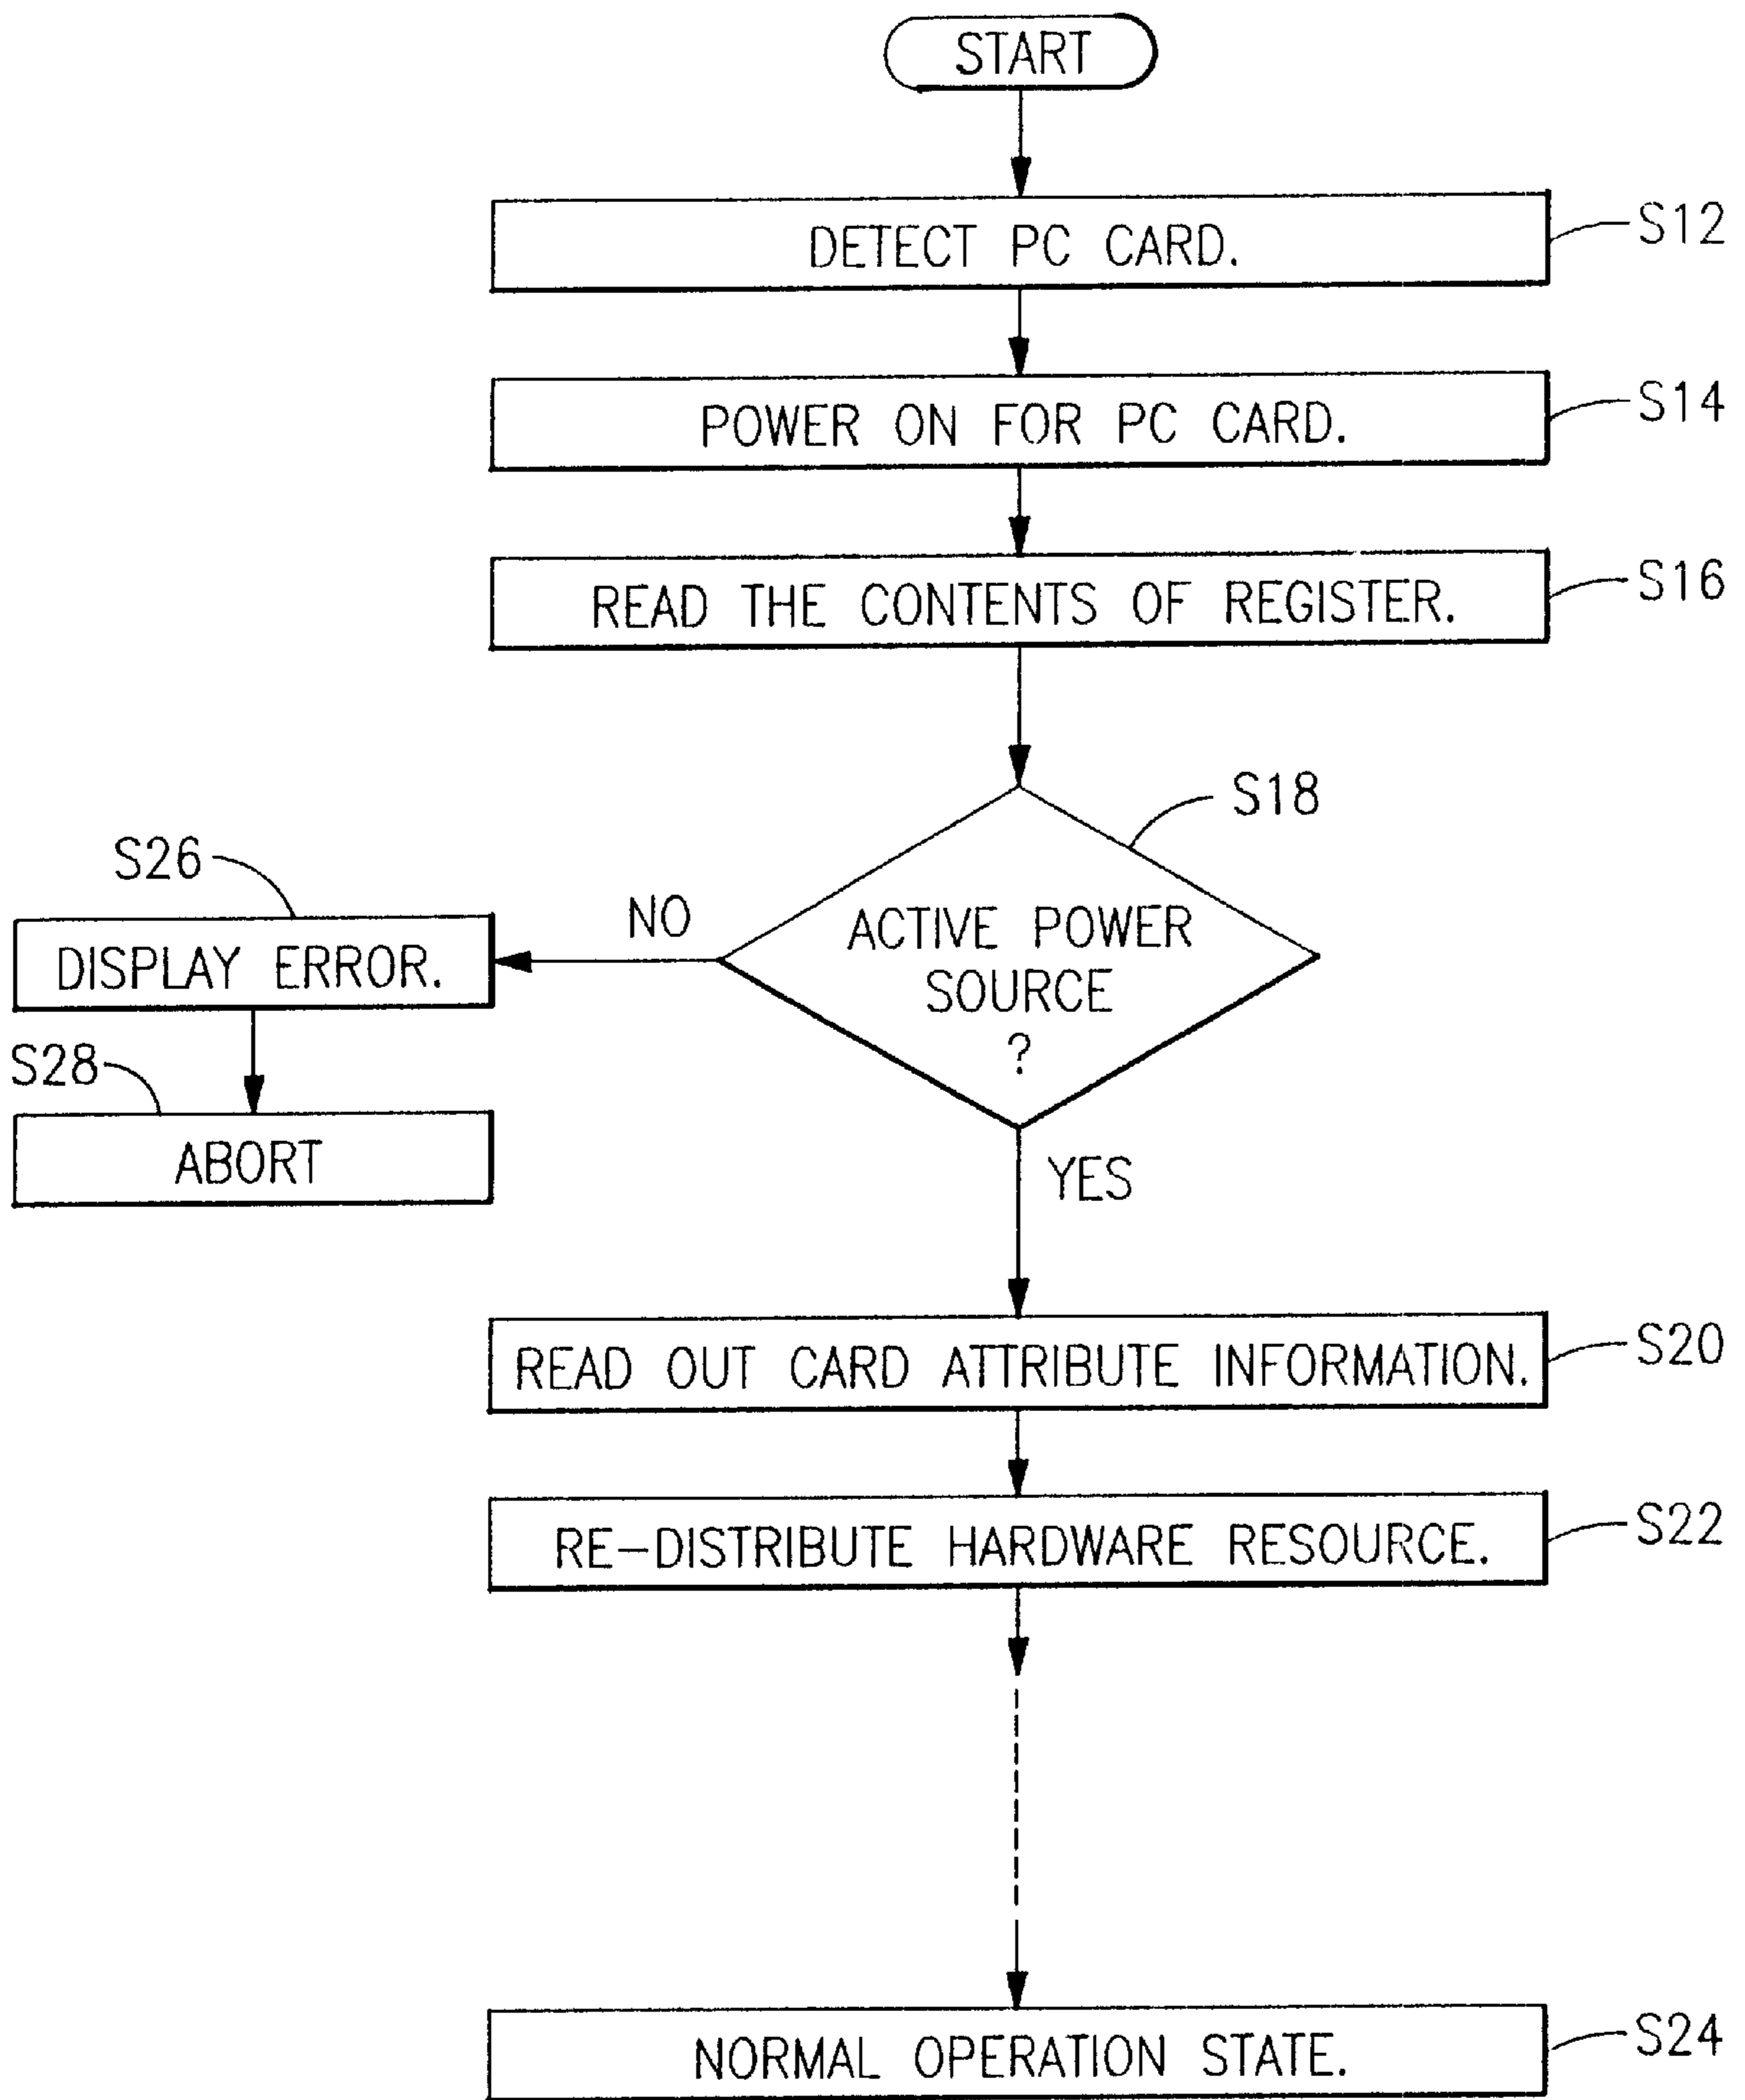 START
DETECT PC CARD.
S12
POWER ON FOR PC CARD.
S14
READ THE CONTENTS OF REGISTER.
S16
S18
ACTIVE POWER
SOURCE
?
NO
S26
DISPLAY ERROR.
S28
ABORT
YES
READ OUT CARD ATTRIBUTE INFORMATION.
S20
RE-DISTRIBUTE HARDWARE RESOURCE.
S22
NORMAL OPERATION STATE.
S24